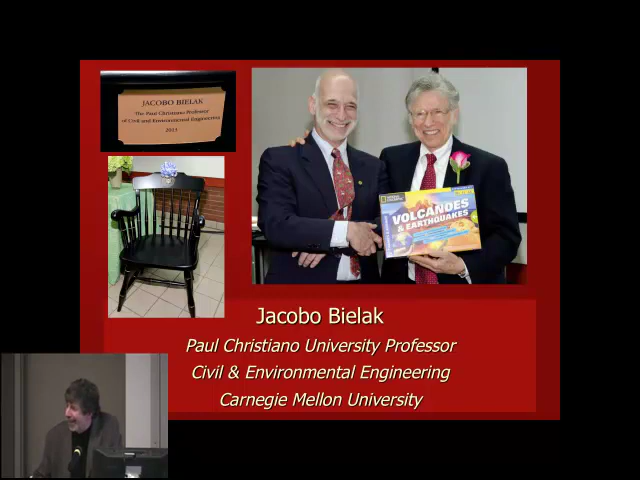 JACOBO BIELAK
The Paul Christiano Professor
of Civil and Environmental Engineering
2013
VOLCANOES
& EARTHQUAKES
Jacobo Bielak
Paul Christiano University Professor
Civil & Environmental Engineering
Carnegie Mellon University